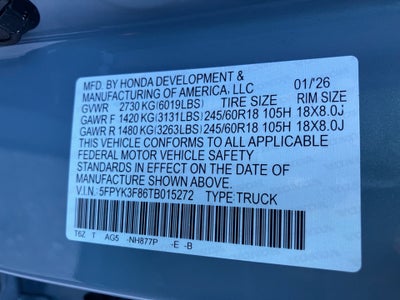 MFD. BY HONDA DEVELOPMENT &
MANUFACTURING OF AMERICA, LLC 01/'26
GVWR 2730 KG(6019LBS) TIRE SIZE RIM SIZE
GAWR F 1420 KG(3131LBS) 245/60R18 105H 18X8.0J
GAWR R 1480 KG(3263LBS) 245/60R18 105H 18X8.0J
THIS VEHICLE CONFORMS TO ALL APPLICABLE
FEDERAL MOTOR VEHICLE SAFETY
STANDARDS IN EFFECT ON THE DATE OF
MANUFACTURE SHOWN ABOVE.
V.I.N. 5FPYK3F86TB015272 TYPE TRUCK
T6Z T AG5 -NH877P -E -B